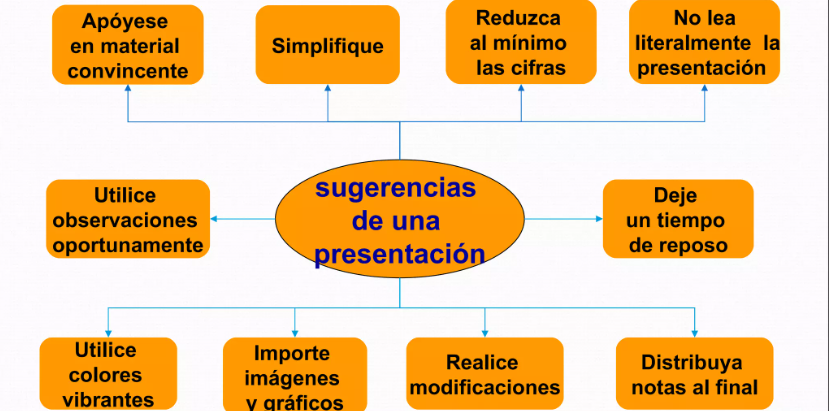 Apóyese
en material
convincente
Simplifique
Reduzca
al mínimo
las cifras
No lea
literalmente la
presentación
Utilice
observaciones
oportunamente
sugerencias
de una
presentación
Deje
un tiempo
de reposo
Utilice
colores
vibrantes
Importe
imágenes
y gráficos
Realice
modificaciones
Distribuya
notas al final